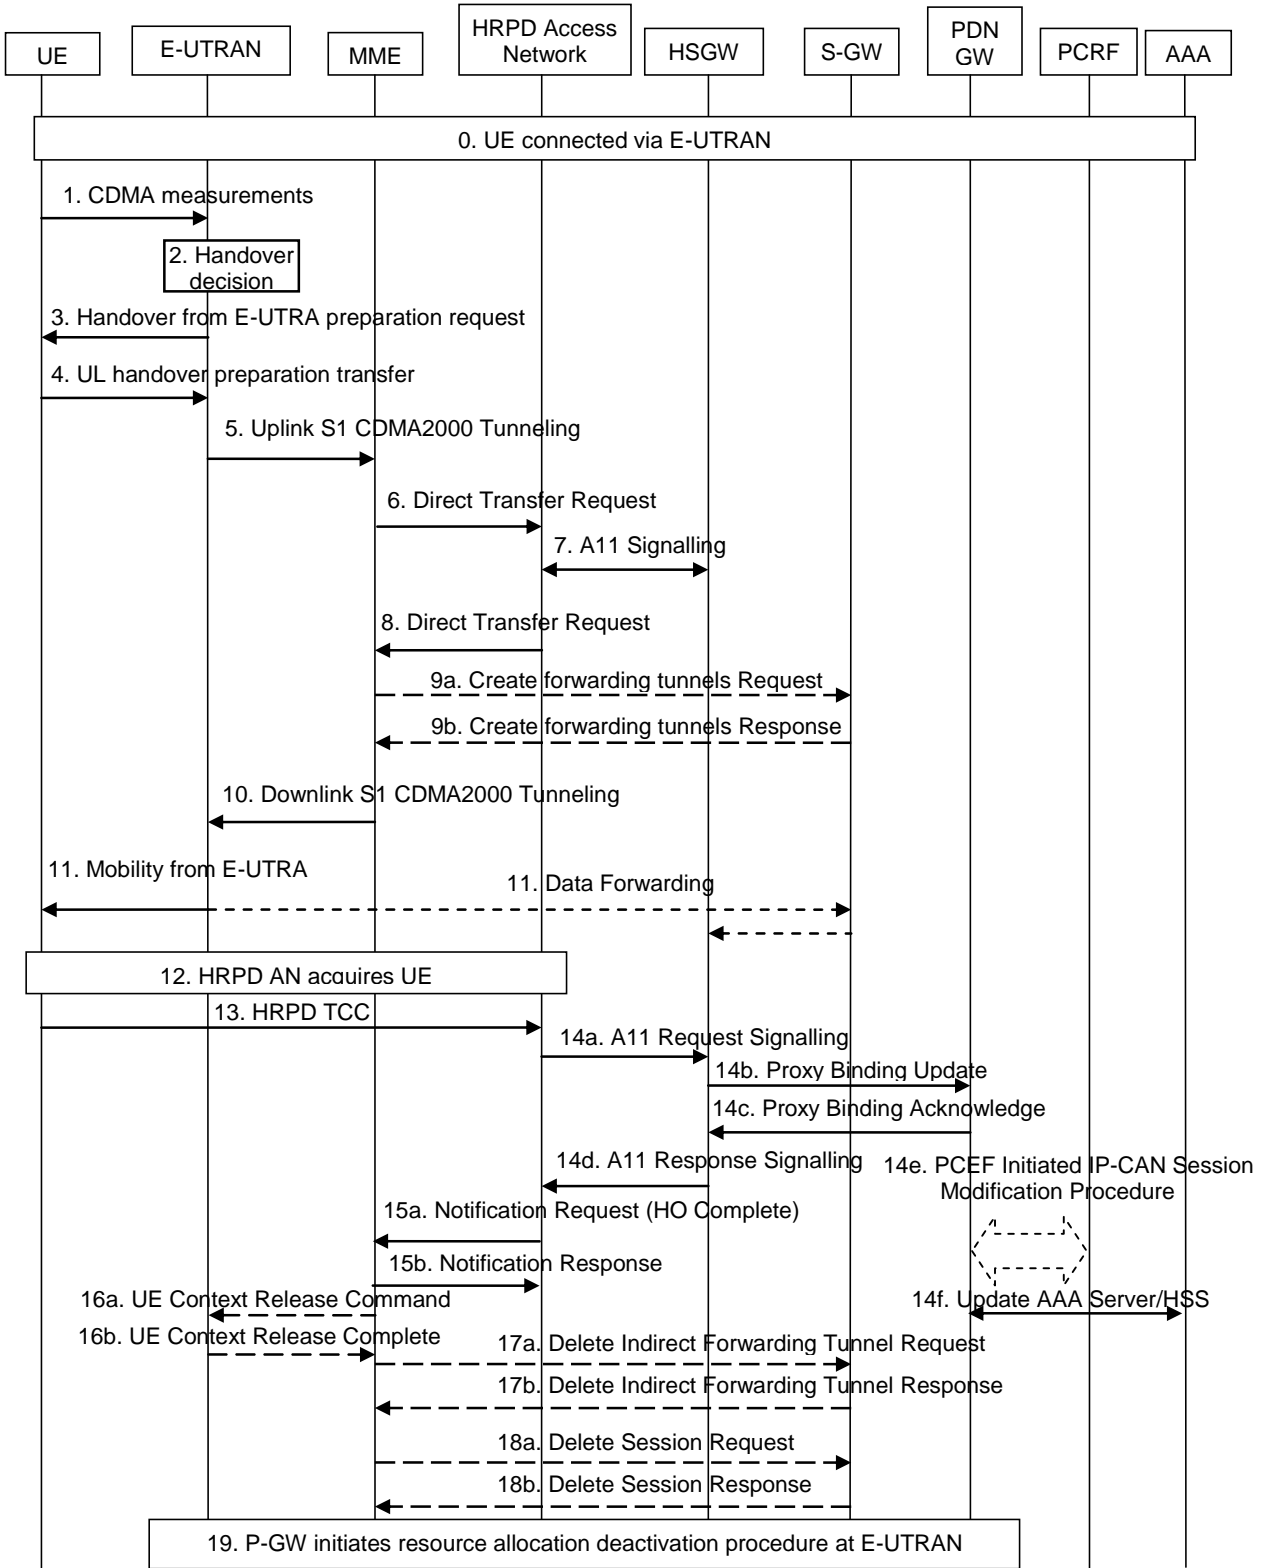 UE
E-UTRAN
MME
HRPD Access
Network
HSGW
S-GW
PDN
GW
PCRF
AAA
0. UE connected via E-UTRAN
1. CDMA measurements
2. Handover
decision
3. Handover from E-UTRA preparation request
4. UL handover preparation transfer
5. Uplink S1 CDMA2000 Tunneling
6. Direct Transfer Request
7. A11 Signalling
8. Direct Transfer Request
9a. Create forwarding tunnels Request
9b. Create forwarding tunnels Response
10. Downlink S1 CDMA2000 Tunneling
11. Mobility from E-UTRA
11. Data Forwarding
12. HRPD AN acquires UE
13. HRPD TCC
14a. A11 Request Signalling
14b. Proxy Binding Update
14c. Proxy Binding Acknowledge
14d. A11 Response Signalling
14e. PCEF Initiated IP-CAN Session
Modification Procedure
15a. Notification Request (HO Complete)
15b. Notification Response
14f. Update AAA Server/HSS
16a. UE Context Release Command
16b. UE Context Release Complete
17a. Delete Indirect Forwarding Tunnel Request
17b. Delete Indirect Forwarding Tunnel Response
18a. Delete Session Request
18b. Delete Session Response
19. P-GW initiates resource allocation deactivation procedure at E-UTRAN